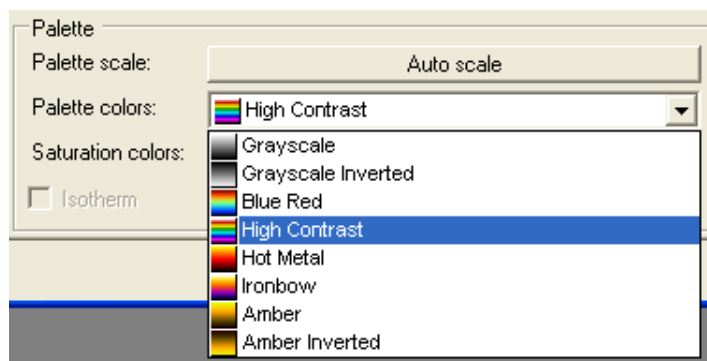 Palette
Palette scale: Auto scale
Palette colors: High Contrast
Saturation colors:
Isotherm
Grayscale
Grayscale Inverted
Blue Red
High Contrast
Hot Metal
Ironbow
Amber
Amber Inverted